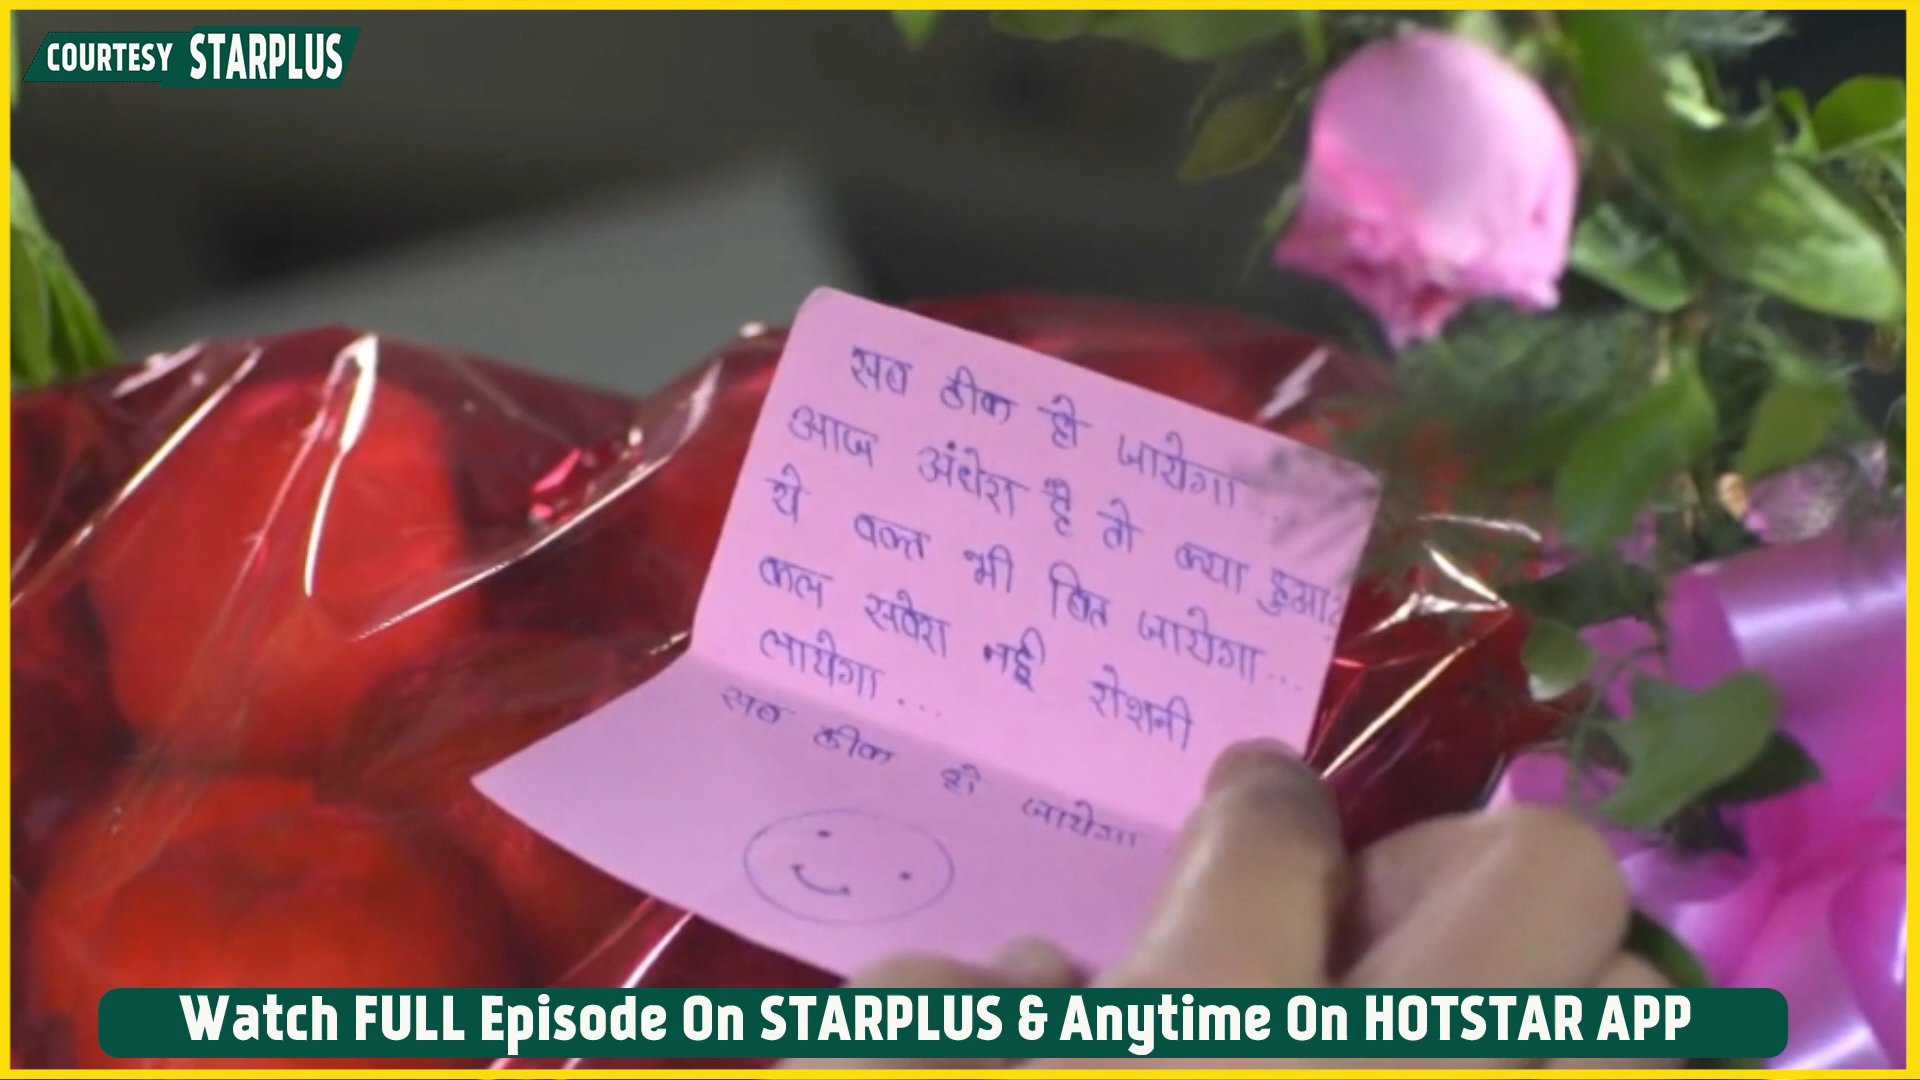 COURTESY STARPLUS
सब ठीक हो जायेगा..
आज अंधेरा है तो क्या हुआ?
ये वक्त भी बित जायेगा...
कल सवेरा नई रोशनी
लायेगा...
सब ठीक हो जायेगा
Watch FULL Episode On STARPLUS & Anytime On HOTSTAR APP